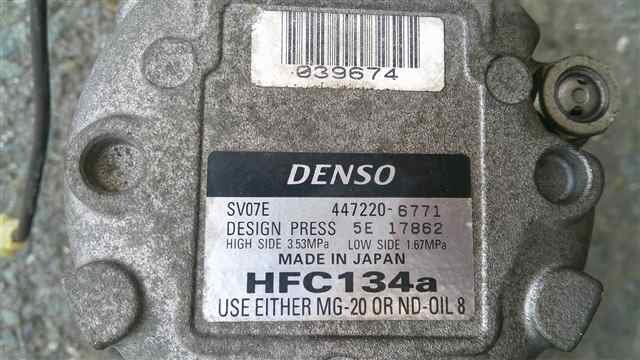 039674
DENSO
SV07E 447220-6771
DESIGN PRESS 5E 17862
HIGH SIDE 3.53MPa LOW SIDE 1.67MPa
MADE IN JAPAN
HFC134a
USE EITHER MG-20 OR ND-OIL 8